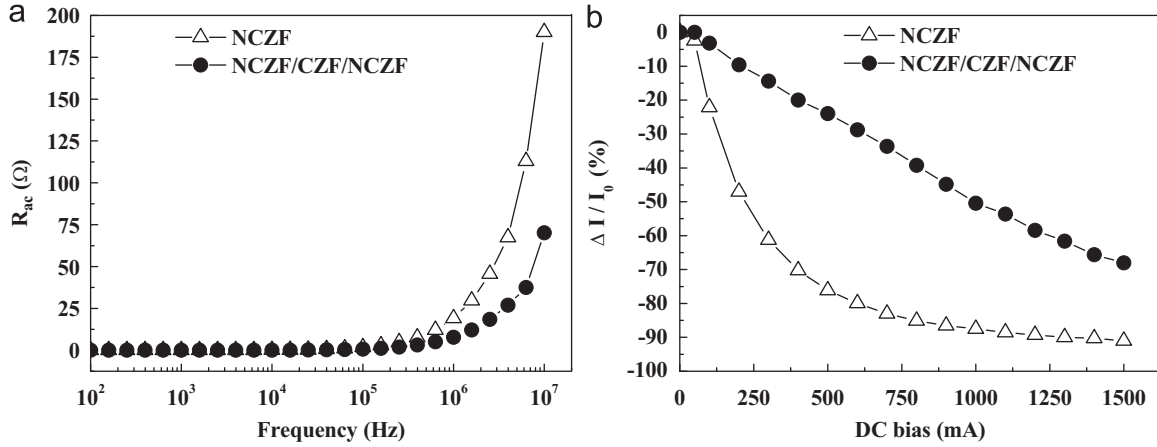 a
200
175
150
125
100
75
50
25
0
R_ac (Ω)
NCZF
NCZF/CZF/NCZF
10^2 10^3 10^4 10^5 10^6 10^7
Frequency (Hz)
b
0
-10
-20
-30
-40
-50
-60
-70
-80
-90
-100
Δ I / I_0 (%)
NCZF
NCZF/CZF/NCZF
0 250 500 750 1000 1250 1500
DC bias (mA)